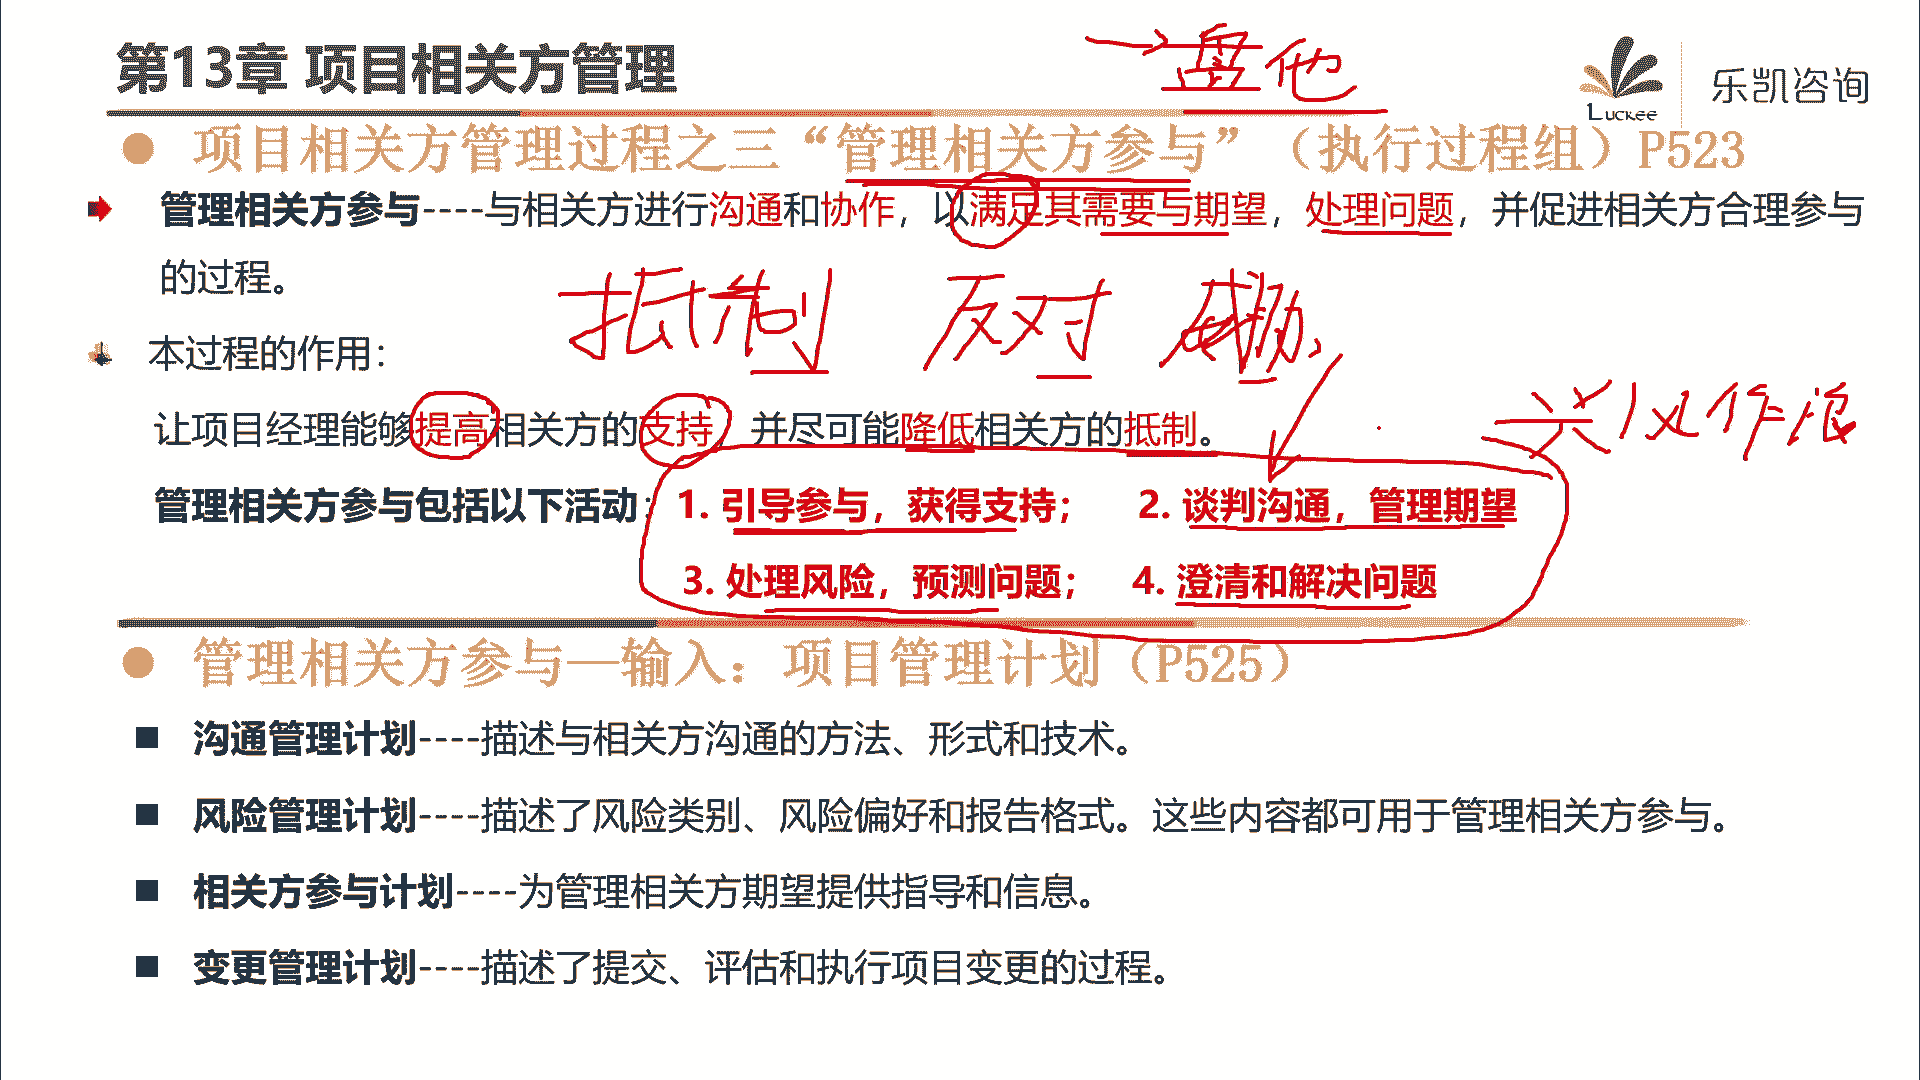 第13章 项目相关方管理
盘他
Luckee
乐凯咨询
项目相关方管理过程之三“管理相关方参与”（执行过程组）P523
管理相关方参与----与相关方进行沟通和协作，以满足其需要与期望，处理问题，并促进相关方合理参与
的过程。
抵制 反对 威胁
本过程的作用：
让项目经理能够提高相关方的支持，并尽可能降低相关方的抵制。
管理相关方参与包括以下活动：1. 引导参与，获得支持； 2. 谈判沟通，管理期望
3. 处理风险，预测问题； 4. 澄清和解决问题
管理相关方参与—输入：项目管理计划（P525）
沟通管理计划----描述与相关方沟通的方法、形式和技术。
风险管理计划----描述了风险类别、风险偏好和报告格式。这些内容都可用于管理相关方参与。
相关方参与计划----为管理相关方期望提供指导和信息。
变更管理计划----描述了提交、评估和执行项目变更的过程。